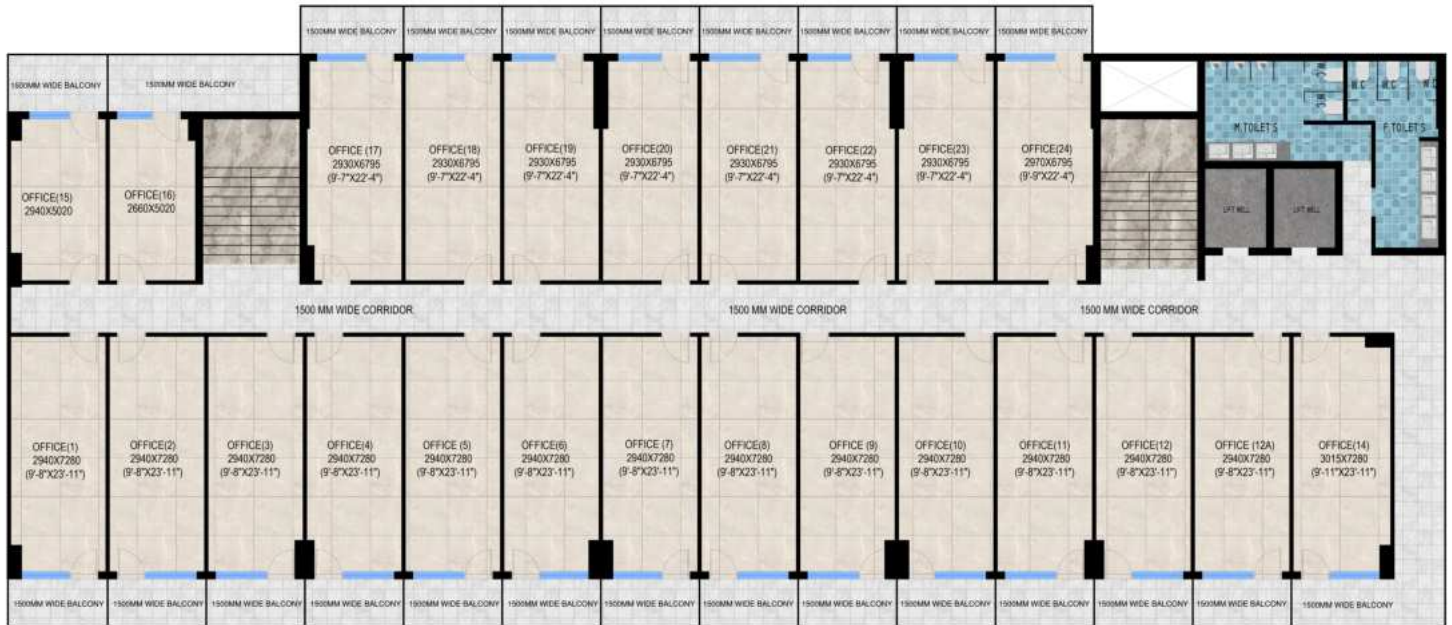 1500MM WIDE BALCONY
1500MM WIDE BALCONY
1500MM WIDE BALCONY
1500MM WIDE BALCONY
1500MM WIDE BALCONY
1500MM WIDE BALCONY
1500MM WIDE BALCONY
1500MM WIDE BALCONY
1500MM WIDE BALCONY
1500MM WIDE BALCONY
OFFICE(15)
2940X5020
OFFICE(16)
2660X5020
OFFICE (17)
2930X6795
(9'-7"X22'-4")
OFFICE(18)
2930X6795
(9'-7"X22'-4")
OFFICE(19)
2930X6795
(9'-7"X22'-4")
OFFICE(20)
2930X6795
(9'-7"X22'-4")
OFFICE(21)
2930X6795
(9'-7"X22'-4")
OFFICE(22)
2930X6795
(9'-7"X22'-4")
OFFICE(23)
2930X6795
(9'-7"X22'-4")
OFFICE(24)
2970X6795
(9'-9"X22'-4")
W.C
W.C
W.C
W.C
W.C
M.TOILETS
F.TOILETS
LIFT WELL
LIFT WELL
1500 MM WIDE CORRIDOR
1500 MM WIDE CORRIDOR
1500 MM WIDE CORRIDOR
OFFICE(1)
2940X7280
(9'-8"X23'-11")
OFFICE(2)
2940X7280
(9'-8"X23'-11")
OFFICE(3)
2940X7280
(9'-8"X23'-11")
OFFICE(4)
2940X7280
(9'-8"X23'-11")
OFFICE (5)
2940X7280
(9'-8"X23'-11")
OFFICE(6)
2940X7280
(9'-8"X23'-11")
OFFICE (7)
2940X7280
(9'-8"X23'-11")
OFFICE(8)
2940X7280
(9'-8"X23'-11")
OFFICE (9)
2940X7280
(9'-8"X23'-11")
OFFICE(10)
2940X7280
(9'-8"X23'-11")
OFFICE(11)
2940X7280
(9'-8"X23'-11")
OFFICE(12)
2940X7280
(9'-8"X23'-11")
OFFICE (12A)
2940X7280
(9'-8"X23'-11")
OFFICE(14)
3015X7280
(9'-11"X23'-11")
1500MM WIDE BALCONY
1500MM WIDE BALCONY
1500MM WIDE BALCONY
1500MM WIDE BALCONY
1500MM WIDE BALCONY
1500MM WIDE BALCONY
1500MM WIDE BALCONY
1500MM WIDE BALCONY
1500MM WIDE BALCONY
1500MM WIDE BALCONY
1500MM WIDE BALCONY
1500MM WIDE BALCONY
1500MM WIDE BALCONY
1500MM WIDE BALCONY